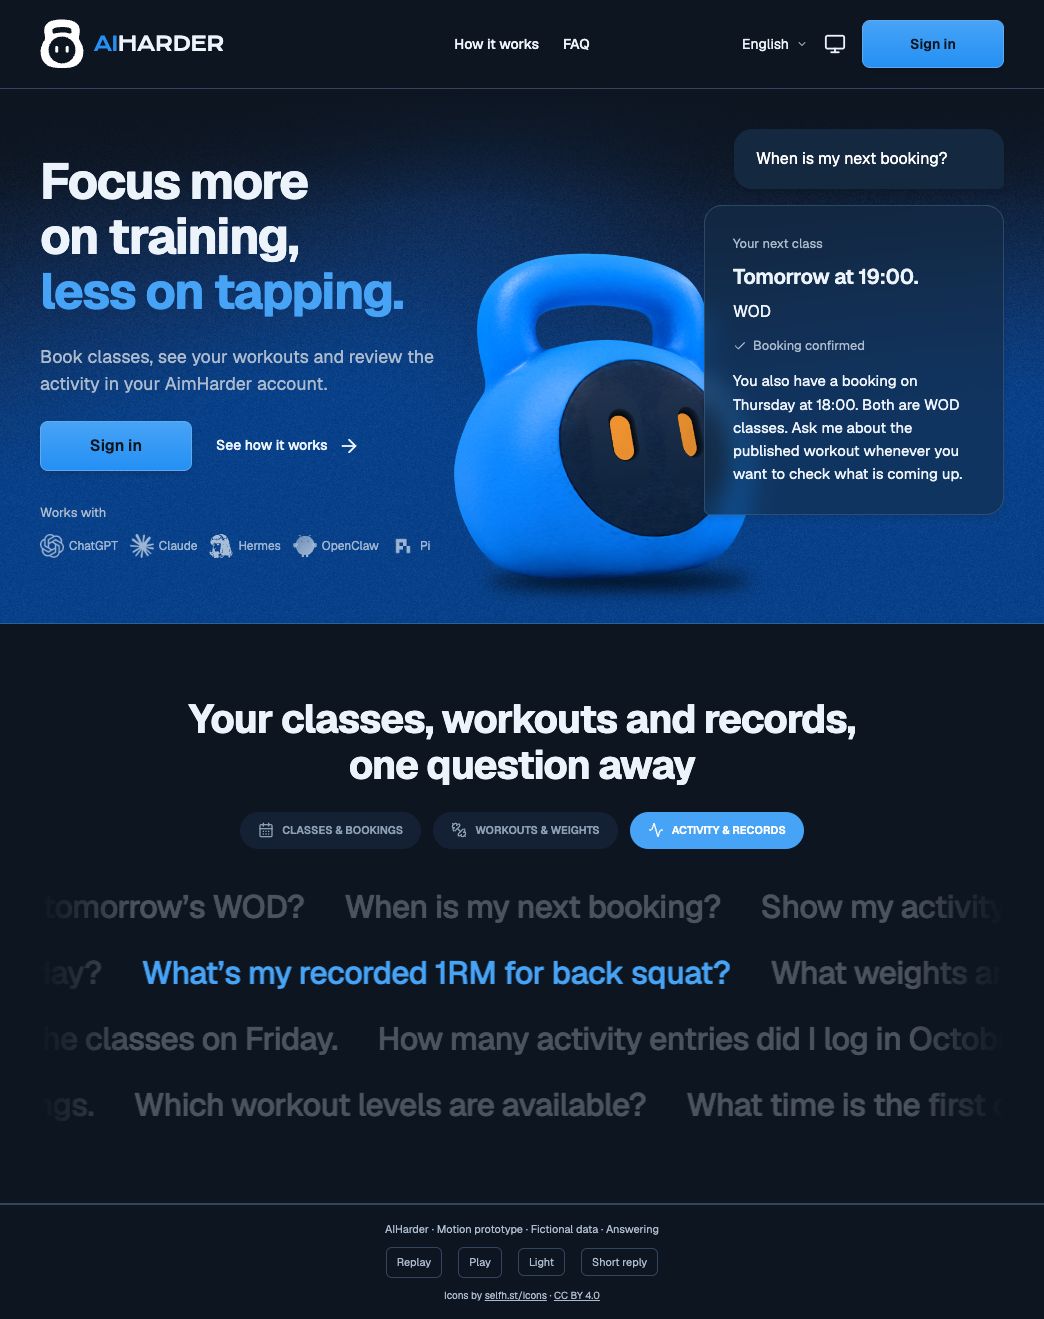 AIHARDER
How it works
FAQ
English
Sign in
Focus more
on training,
less on tapping.
Book classes, see your workouts and review the
activity in your AimHarder account.
Sign in
See how it works
Works with
ChatGPT
Claude
Hermes
OpenClaw
Pi
When is my next booking?
Your next class
Tomorrow at 19:00.
WOD
Booking confirmed
You also have a booking on
Thursday at 18:00. Both are WOD
classes. Ask me about the
published workout whenever you
want to check what is coming up.
Your classes, workouts and records,
one question away
CLASSES & BOOKINGS
WORKOUTS & WEIGHTS
ACTIVITY & RECORDS
tomorrow’s WOD? When is my next booking? Show my activity
day? What’s my recorded 1RM for back squat? What weights
the classes on Friday. How many activity entries did I log in Octob
ngs. Which workout levels are available? What time is the first
AIHarder · Motion prototype · Fictional data · Answering
Replay
Play
Light
Short reply
Icons by selfh.st/icons · CC BY 4.0